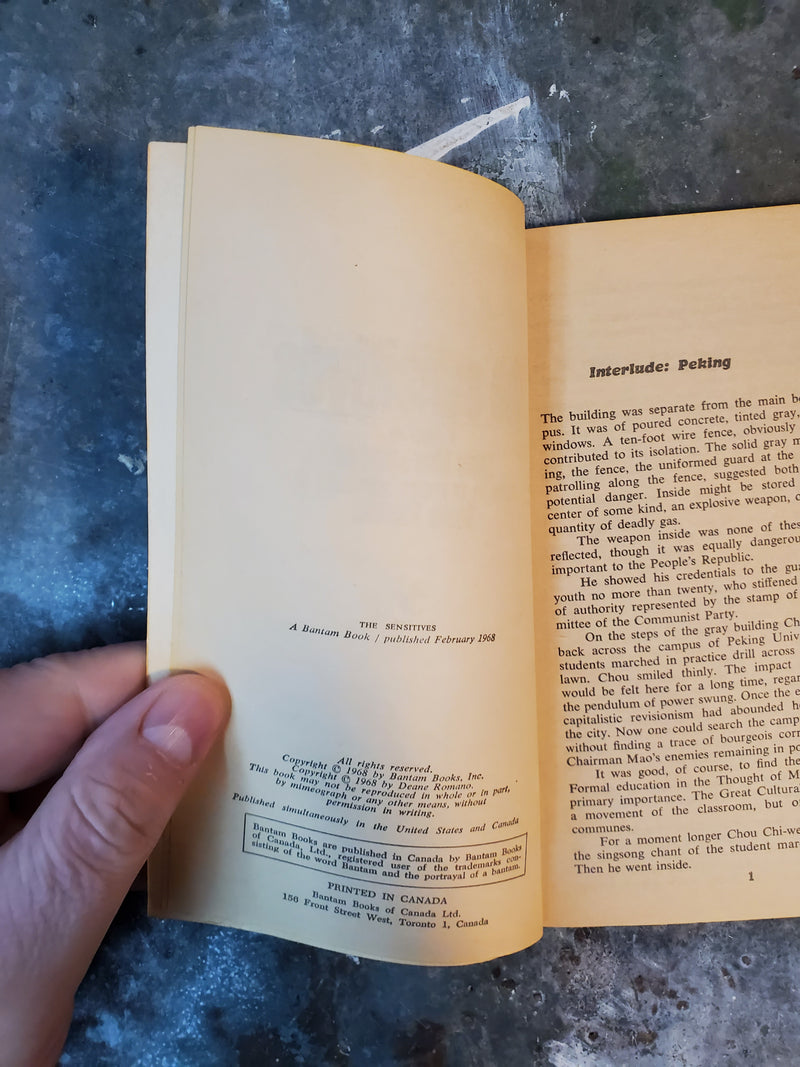 THE SENSITIVES
A Bantam Book / published February 1968
All rights reserved.
Copyright © 1968 by Bantam Books, Inc.
Copyright © 1968 by Deane Romano.
This book may not be reproduced in whole or in part,
by mimeograph or any other means, without
permission in writing.
Published simultaneously in the United States and Canada
Bantam Books are published in Canada by Bantam Books
of Canada, Ltd., registered user of the trademarks con-
sisting of the word Bantam and the portrayal of a bantam.
PRINTED IN CANADA
Bantam Books of Canada Ltd.
156 Front Street West, Toronto 1, Canada
Interlude: Peking
The building was separate from the main
pus. It was of poured concrete, tinted gray,
windows. A ten-foot wire fence, obviously
contributed to its isolation. The solid gray
ing, the fence, the uniformed guard at the
patrolling along the fence, suggested both
potential danger. Inside might be stored
center of some kind, an explosive weapon,
quantity of deadly gas.
The weapon inside was none of
reflected, though it was equally
important to the People's Republic.
He showed his credentials to the
youth no more than twenty, who stiffened
of authority represented by the stamp of
mittee of the Communist Party.
On the steps of the gray building
back across the campus of Peking
students marched in practice drill across
lawn. Chou smiled thinly. The impact
would be felt here for a long time,
the pendulum of power swung. Once the
capitalistic revisionism had abounded
the city. Now one could search the
without finding a trace of bourgeois
Chairman Mao's enemies remaining in
It was good, of course, to find the
Formal education in the Thought of
primary importance. The Great
a movement of the classroom, but
communes.
For a moment longer Chou
the singsong chant of the student
Then he went inside.
1